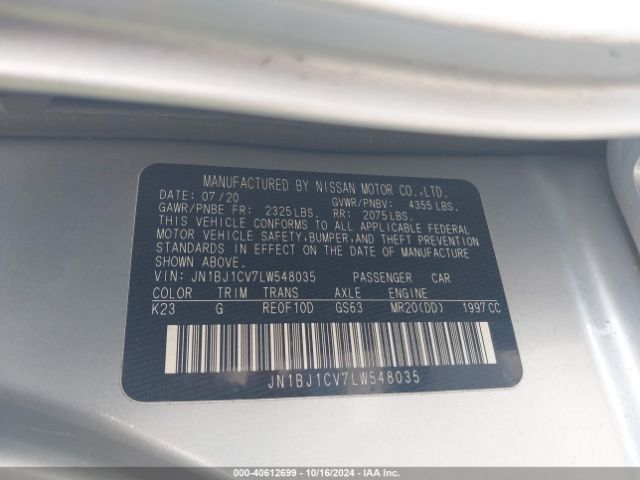 MANUFACTURED BY NISSAN MOTOR CO.,LTD.
DATE: 07/20 GVWR/PNBV: 4355 LBS.
GAWR/PNBE FR: 2325 LBS. RR: 2075 LBS.
THIS VEHICLE CONFORMS TO ALL APPLICABLE FEDERAL
MOTOR VEHICLE SAFETY, BUMPER, AND THEFT PREVENTION
STANDARDS IN EFFECT ON THE DATE OF MANUFACTURE
SHOWN ABOVE.
VIN: JN1BJ1CV7LW548035 PASSENGER CAR
COLOR TRIM TRANS AXLE ENGINE
K23 G RE0F10D GS63 MR20(DD) 1997CC
JN1BJ1CV7LW548035
000-40612699 - 10/16/2024 - IAA Inc.